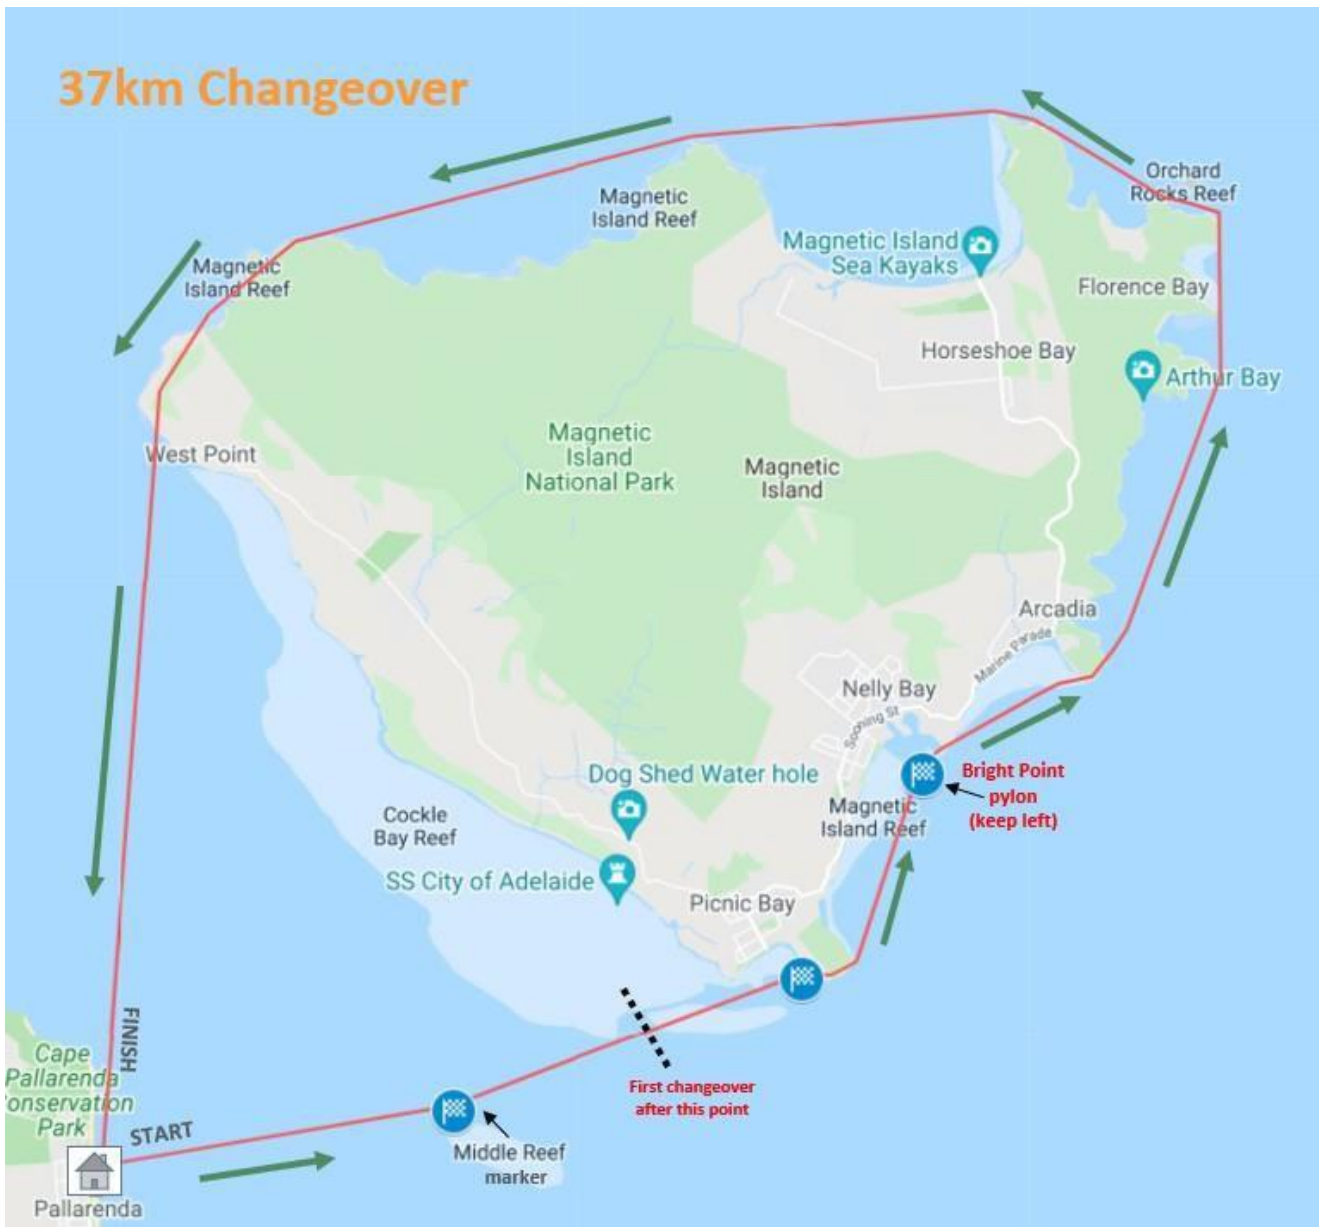 37km Changeover
Orchard
Rocks Reef
Magnetic
Island Reef
Magnetic Island
Sea Kayaks
Magnetic
Island Reef
Florence Bay
Horseshoe Bay
Arthur Bay
West Point
Magnetic
Island
National Park
Magnetic
Island
Arcadia
Marine Parade
Nelly Bay
Sooning St
Bright Point
pylon
(keep left)
Dog Shed Water hole
Magnetic
Island Reef
Cockle
Bay Reef
SS City of Adelaide
Picnic Bay
FINISH
Cape
Pallarenda
onservation
Park
First changeover
after this point
START
Middle Reef
marker
Pallarenda